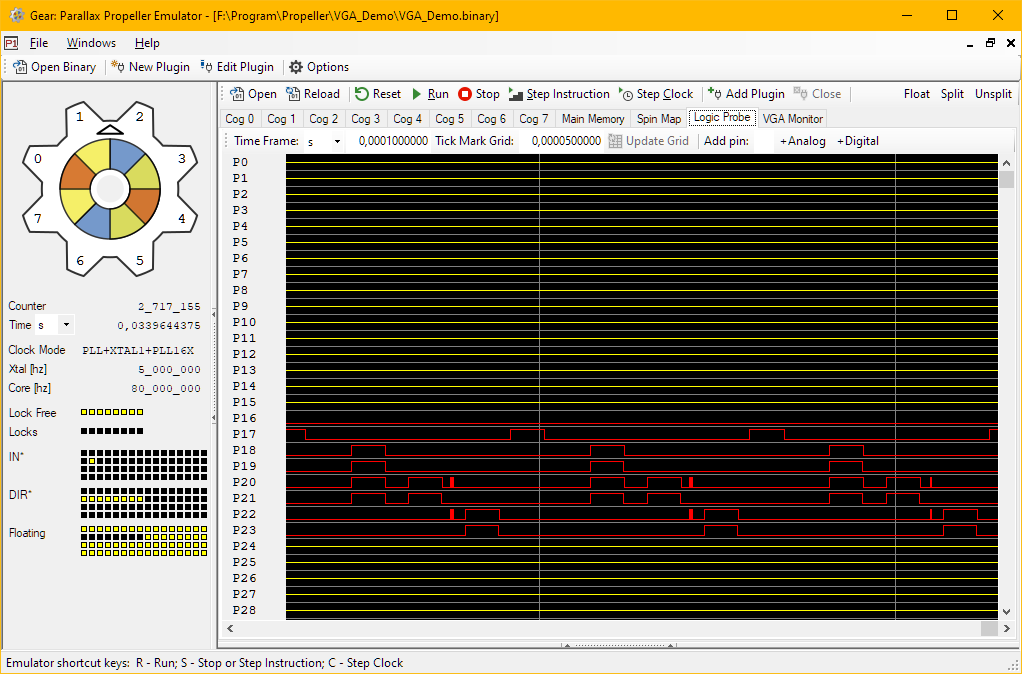 Gear: Parallax Propeller Emulator - [F:\Program\Propeller\VGA_Demo\VGA_Demo.binary]
P1 File Windows Help
Open Binary New Plugin Edit Plugin Options
Open Reload Reset Run Stop Step Instruction Step Clock Add Plugin Close Float Split Unsplit
Cog 0 Cog 1 Cog 2 Cog 3 Cog 4 Cog 5 Cog 6 Cog 7 Main Memory Spin Map Logic Probe VGA Monitor
Time Frame: s 0,0001000000 Tick Mark Grid: 0,0000500000 Update Grid Add pin: +Analog +Digital
1 2
0 3
7 4
6 5
Counter 2_717_155
Time s 0,0339644375
Clock Mode PLL+XTAL1+PLL16X
Xtal [hz] 5_000_000
Core [hz] 80_000_000
Lock Free
Locks
IN*
DIR*
Floating
P0
P1
P2
P3
P4
P5
P6
P7
P8
P9
P10
P11
P12
P13
P14
P15
P16
P17
P18
P19
P20
P21
P22
P23
P24
P25
P26
P27
P28
Emulator shortcut keys: R - Run; S - Stop or Step Instruction; C - Step Clock